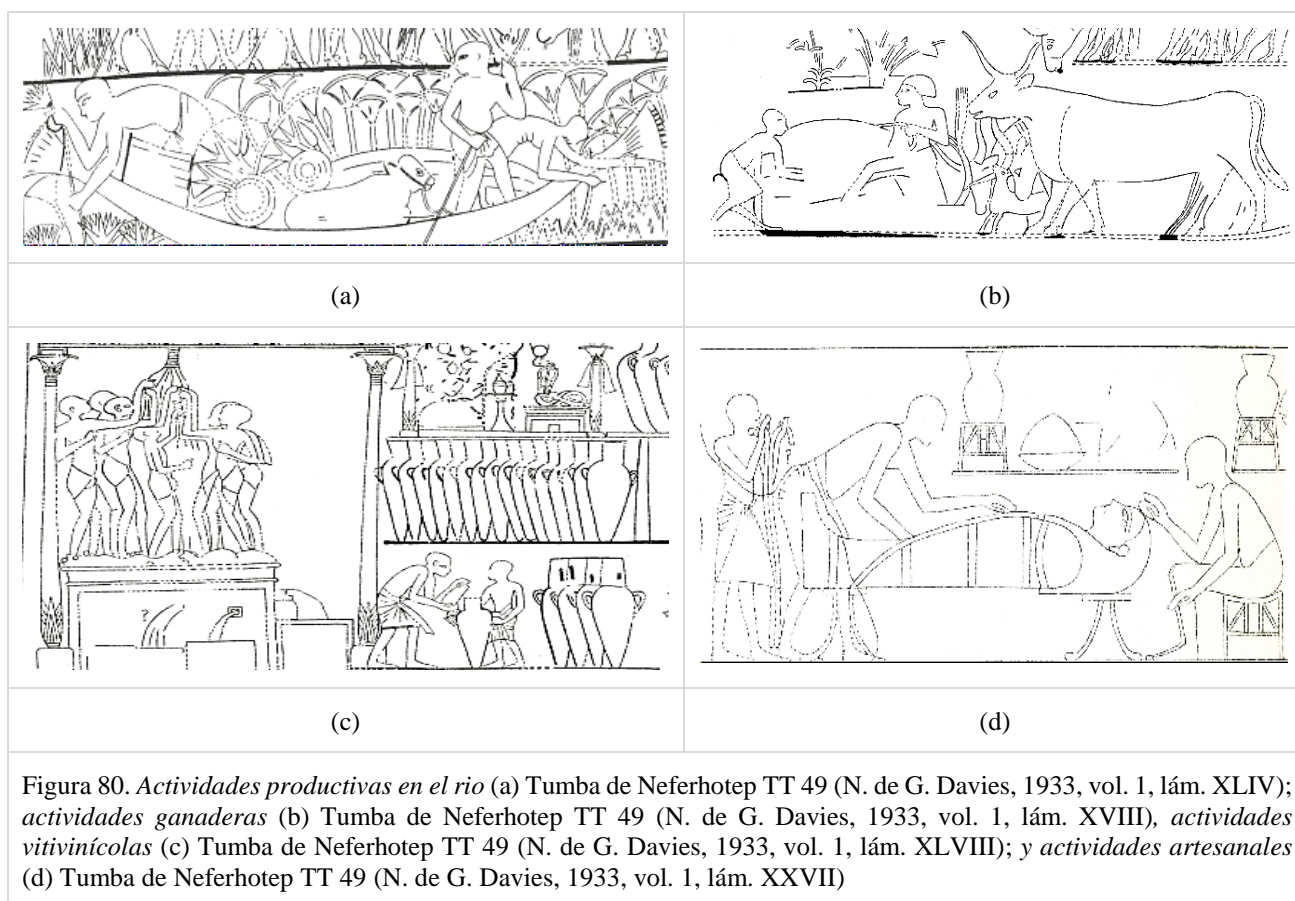 (a)
(b)
(c)
(d)
Figura 80. Actividades productivas en el rio (a) Tumba de Neferhotep TT 49 (N. de G. Davies, 1933, vol. 1, lám. XLIV);
actividades ganaderas (b) Tumba de Neferhotep TT 49 (N. de G. Davies, 1933, vol. 1, lám. XVIII), actividades
vitivinícolas (c) Tumba de Neferhotep TT 49 (N. de G. Davies, 1933, vol. 1, lám. XLVIII); y actividades artesanales
(d) Tumba de Neferhotep TT 49 (N. de G. Davies, 1933, vol. 1, lám. XXVII)